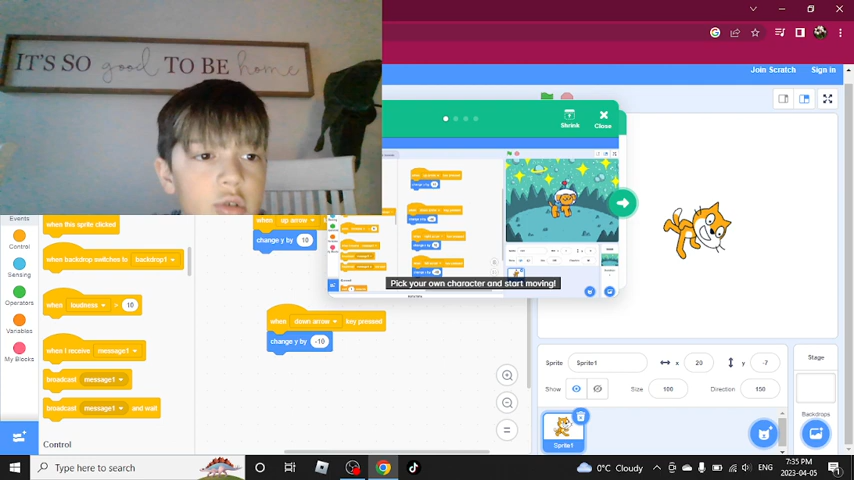 IT'S SO good TO BE home
Join Scratch
Sign in
Shrink
Close
Pick your own character and start moving!
Events
Control
Sensing
Operators
Variables
My Blocks
when this sprite clicked
when backdrop switches to backdrop1
when loudness > 10
when I receive message1
broadcast message1
broadcast message1 and wait
Control
when up arrow
change y by 10
when down arrow key pressed
change y by -10
Sprite Sprite1 x 20 y -7
Show Size 100 Direction 150
Stage
Backdrops
Sprite1
Type here to search
0°C Cloudy
ENG
7:35 PM
2023-04-05
1